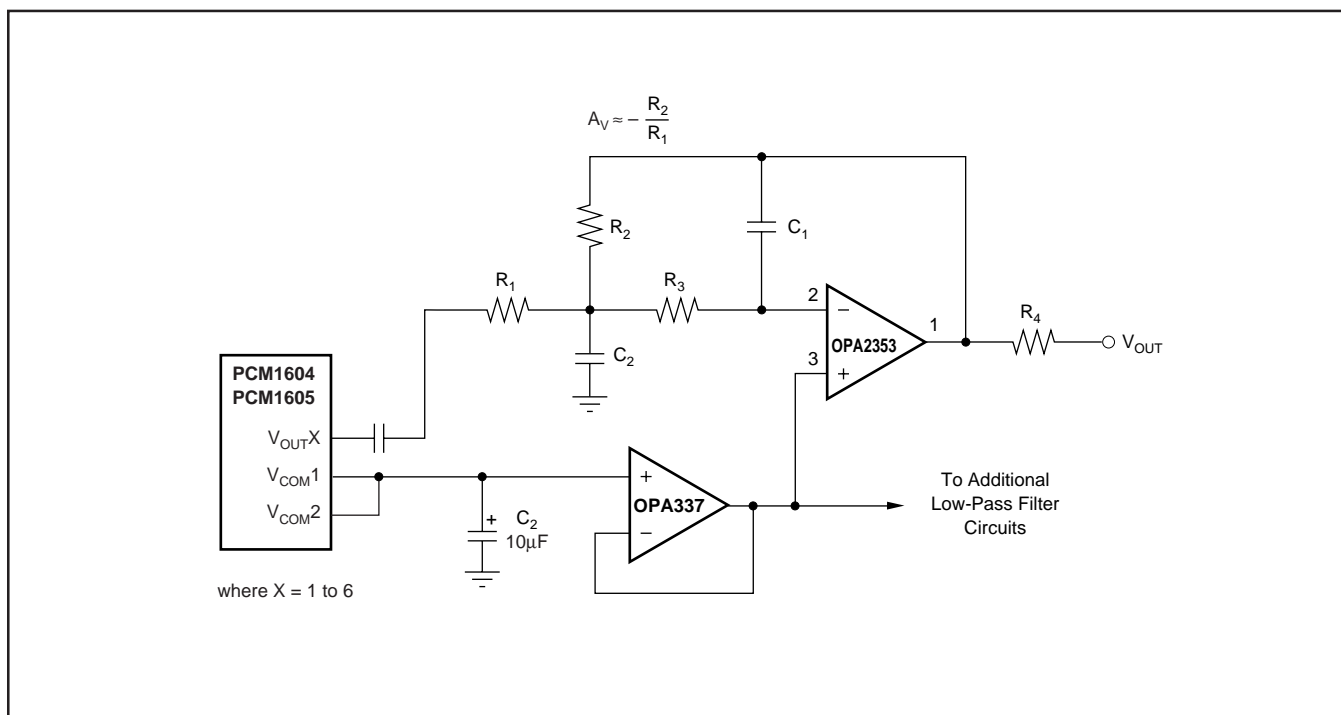 A_V ≈ − R_2 / R_1
R_2
C_1
R_1
R_3
2
−
OPA2353
1
R_4
V_OUT
3
+
C_2
PCM1604
PCM1605
V_OUTX
V_COM1
V_COM2
+
OPA337
−
To Additional
Low-Pass Filter
Circuits
+
C_2
10μF
where X = 1 to 6